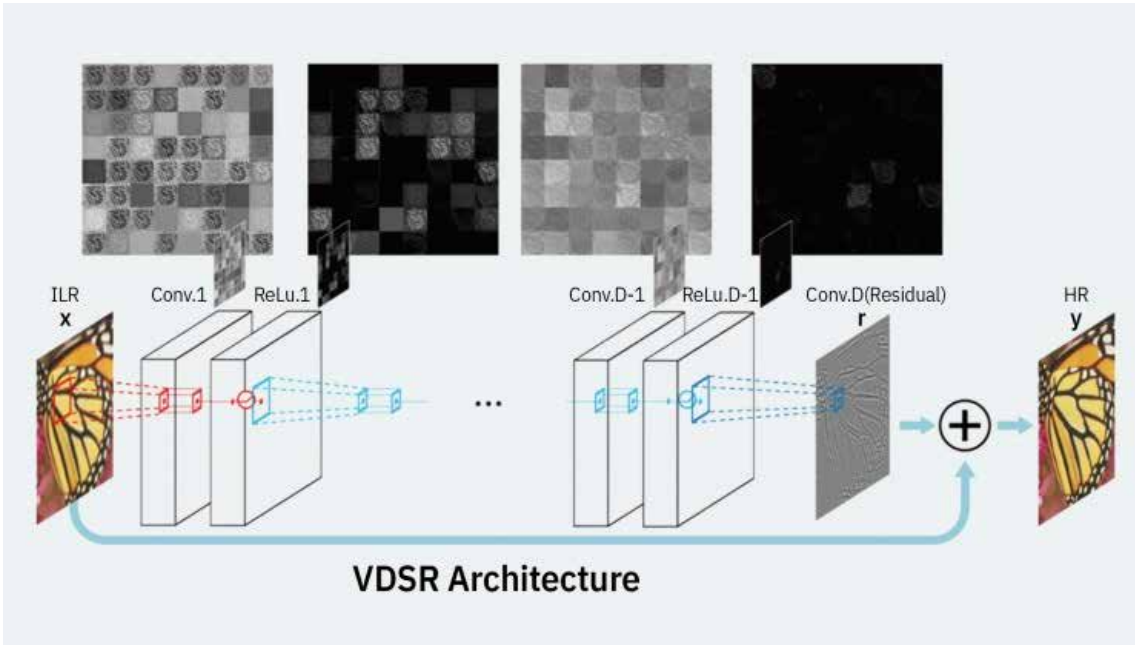 ILR
x
Conv.1
ReLu.1
...
Conv.D-1
ReLu.D-1
Conv.D(Residual)
r
HR
y
VDSR Architecture